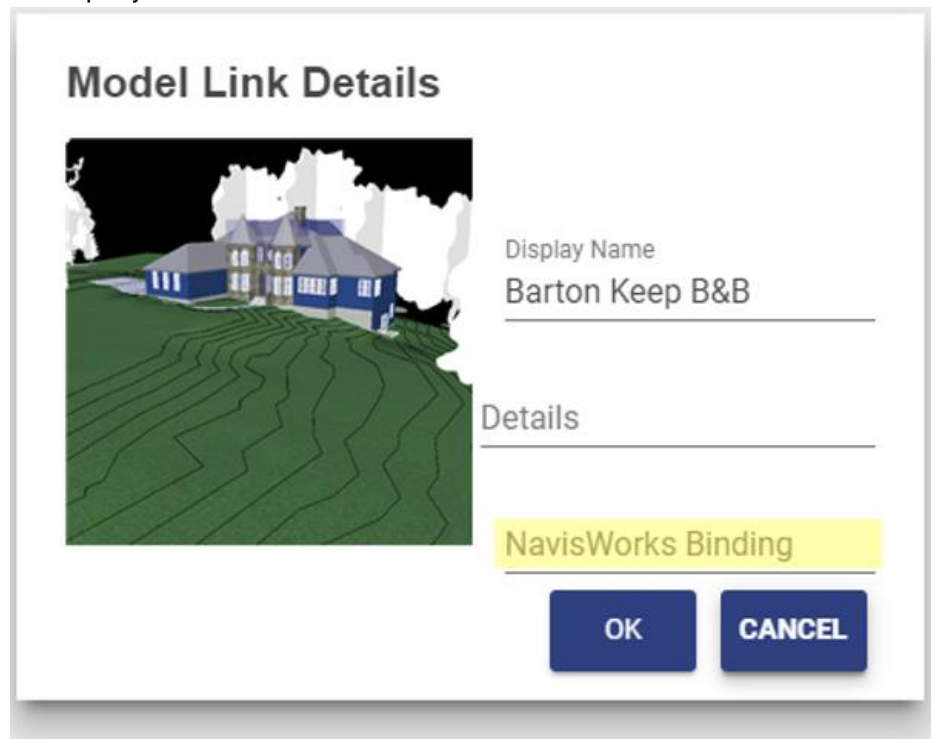 Model Link Details
Display Name
Barton Keep B&B
Details
NavisWorks Binding
OK CANCEL